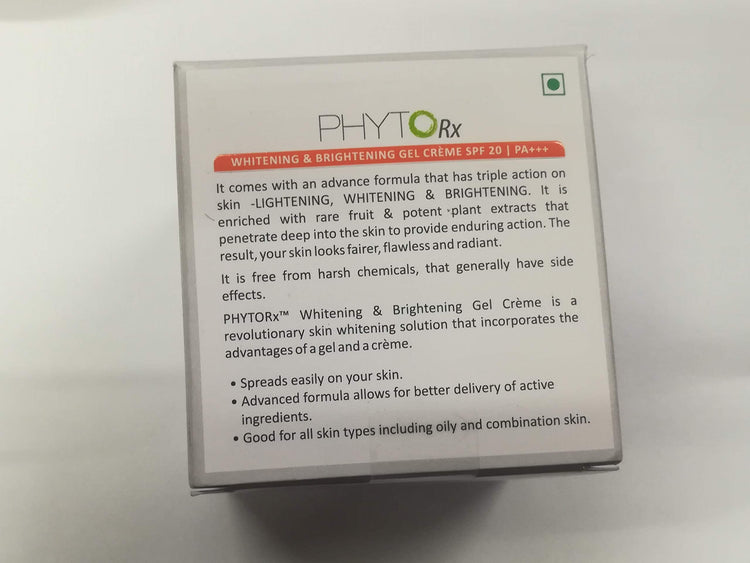 PHYTO Rx
WHITENING & BRIGHTENING GEL CRÈME SPF 20 | PA+++
It comes with an advance formula that has triple action on
skin -LIGHTENING, WHITENING & BRIGHTENING. It is
enriched with rare fruit & potent plant extracts that
penetrate deep into the skin to provide enduring action. The
result, your skin looks fairer, flawless and radiant.
It is free from harsh chemicals, that generally have side
effects.
PHYTORx™ Whitening & Brightening Gel Crème is a
revolutionary skin whitening solution that incorporates the
advantages of a gel and a crème.
• Spreads easily on your skin.
• Advanced formula allows for better delivery of active
ingredients.
• Good for all skin types including oily and combination skin.